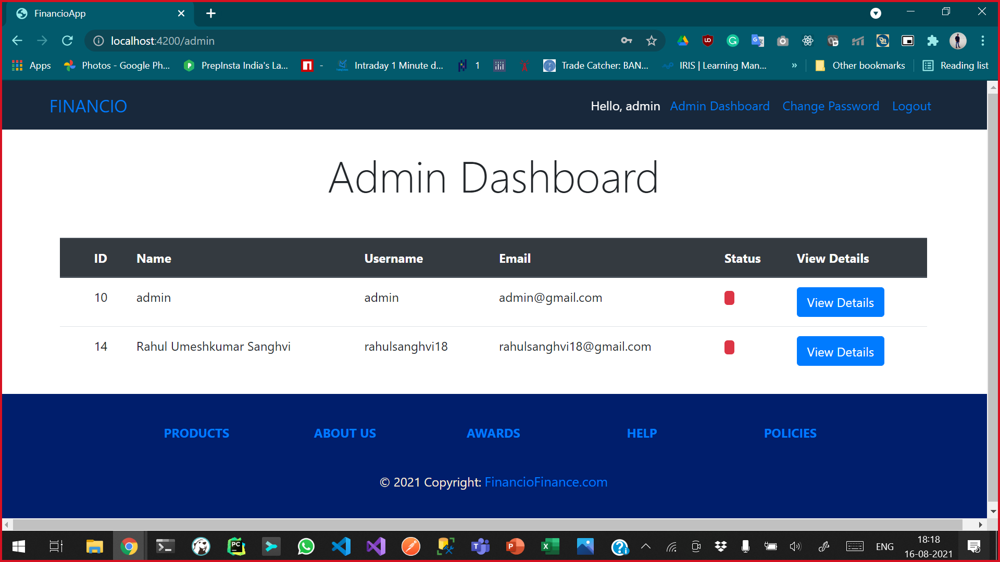 FinancioApp
localhost:4200/admin
Apps Photos - Google Ph... PrepInsta India's La... - Intraday 1 Minute d... 1 Trade Catcher: BAN... IRIS | Learning Man... » Other bookmarks Reading list
FINANCIO Hello, admin Admin Dashboard Change Password Logout
Admin Dashboard
ID Name Username Email Status View Details
10 admin admin admin@gmail.com View Details
14 Rahul Umeshkumar Sanghvi rahulsanghvi18 rahulsanghvi18@gmail.com View Details
PRODUCTS ABOUT US AWARDS HELP POLICIES
© 2021 Copyright: FinancioFinance.com
ENG 18:18
16-08-2021